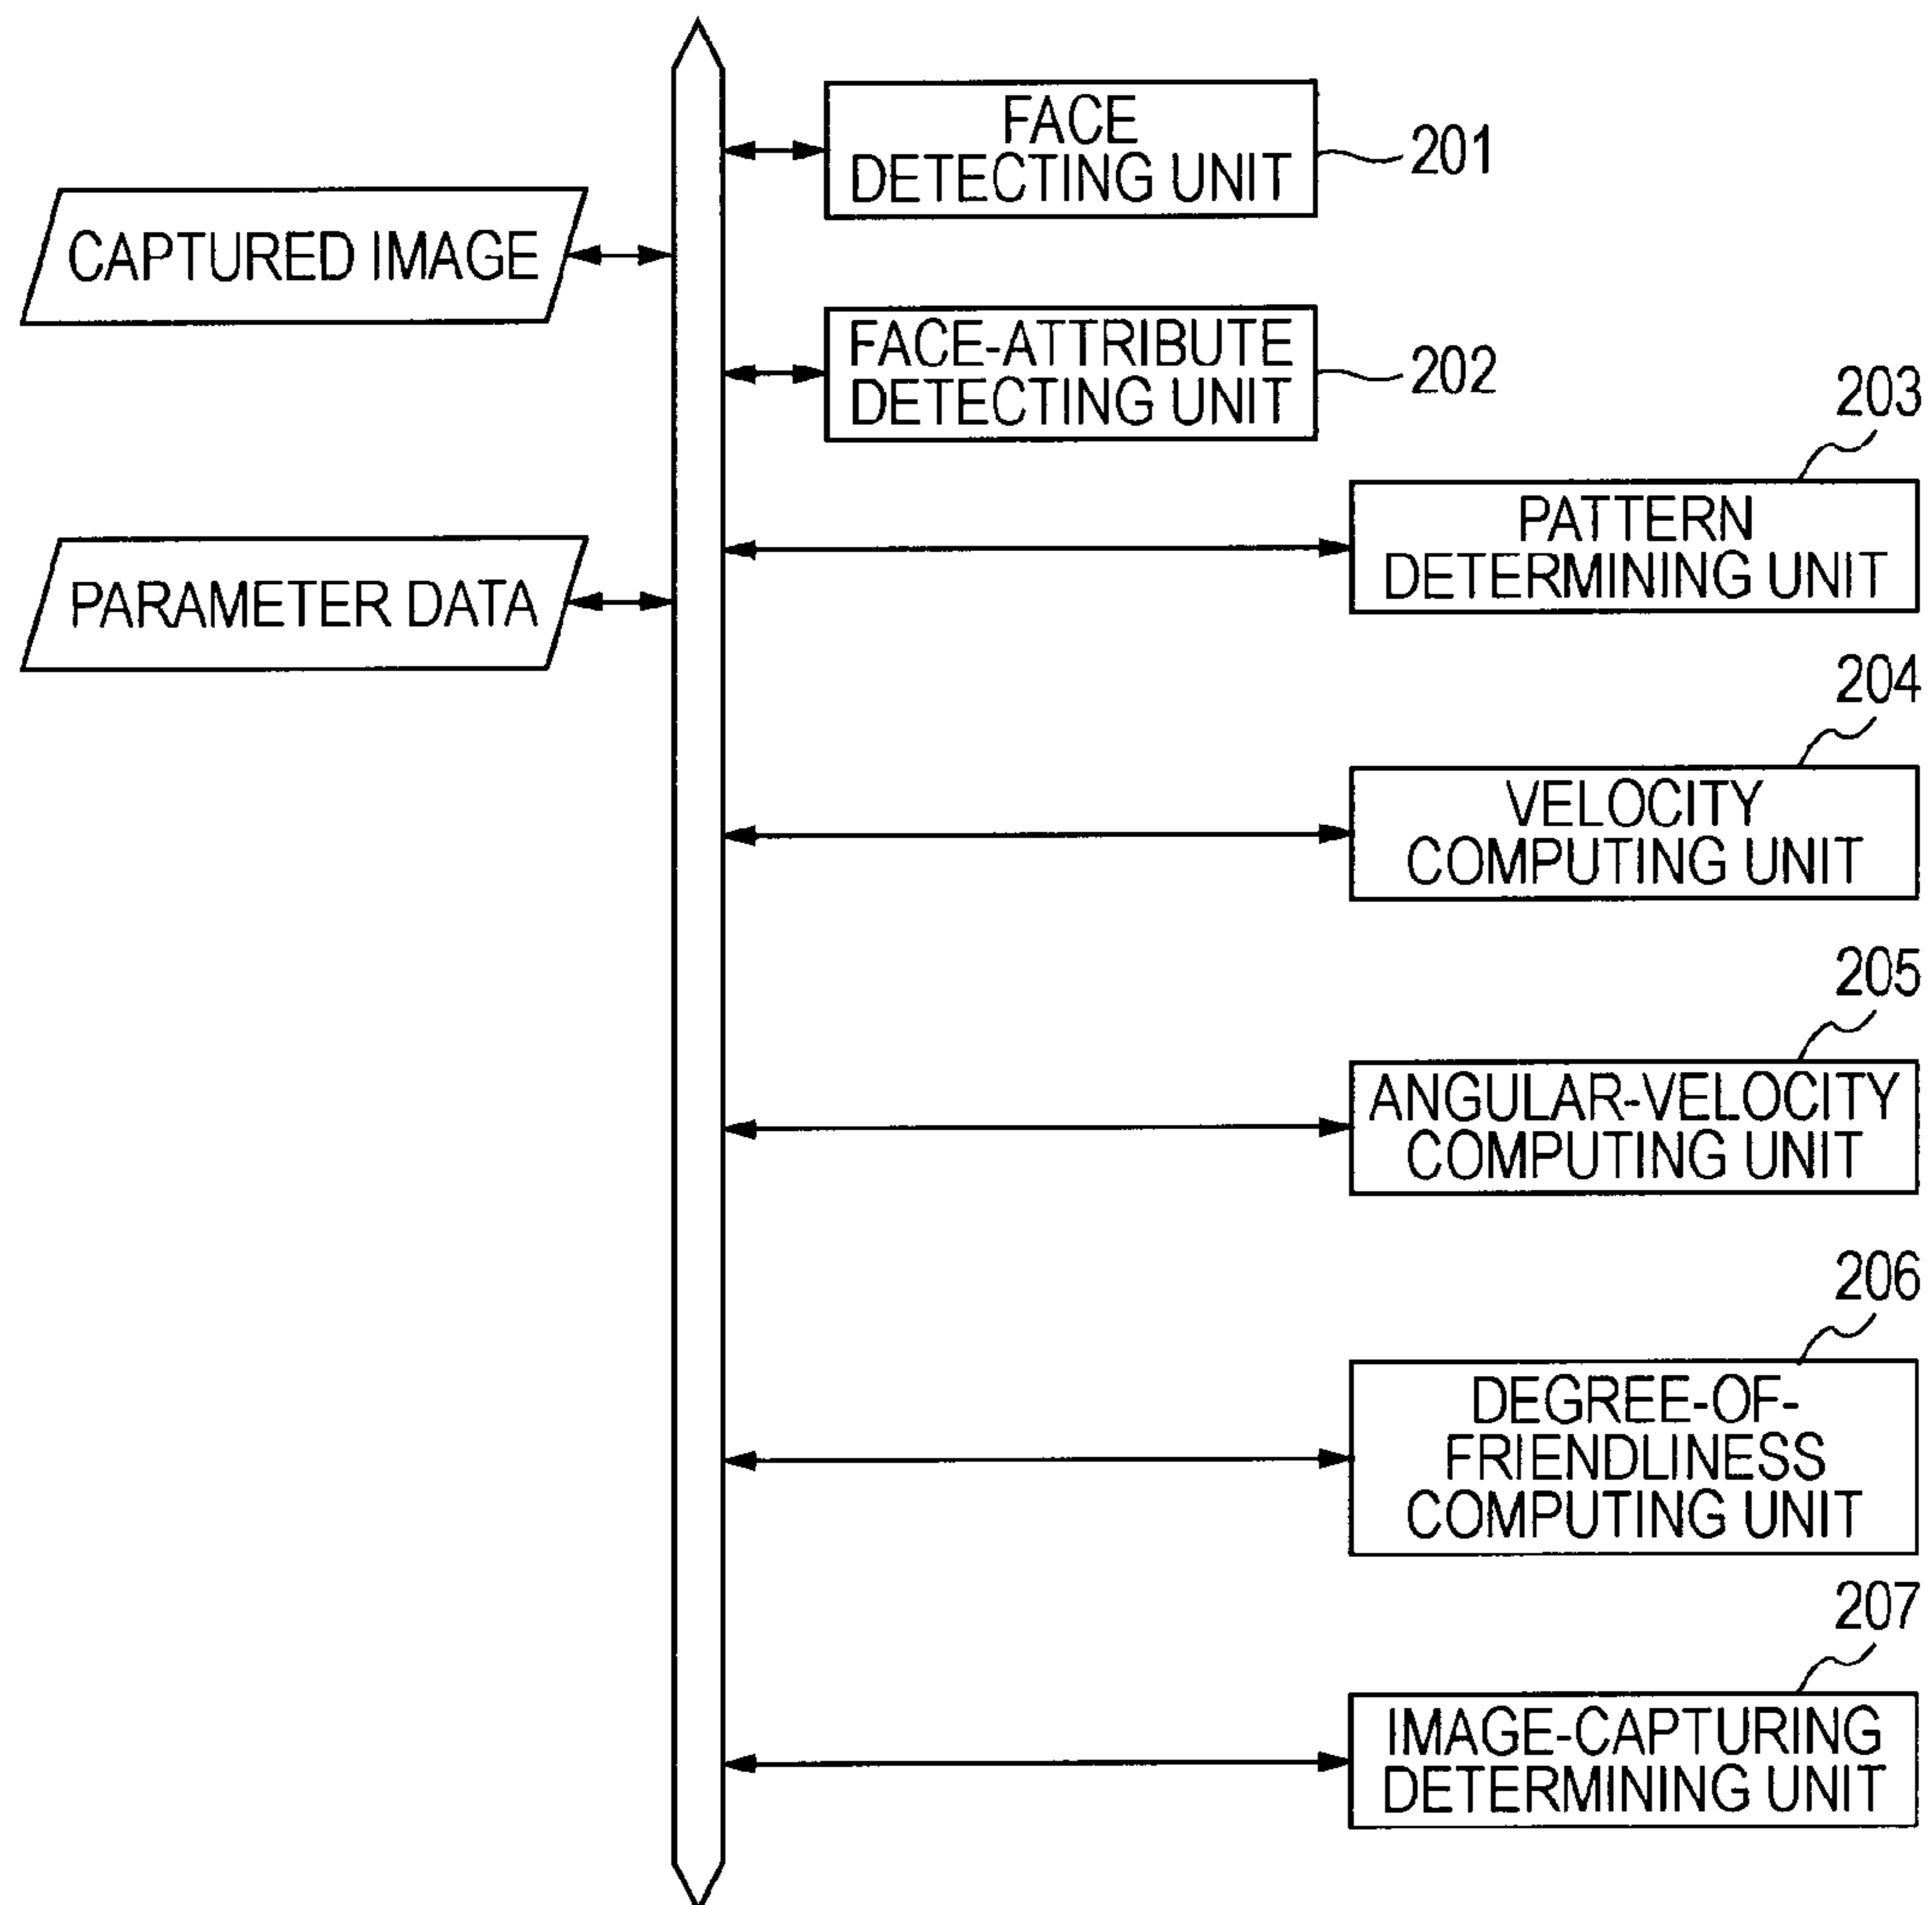 FACE
DETECTING UNIT
201
CAPTURED IMAGE
FACE-ATTRIBUTE
DETECTING UNIT
202
203
PATTERN
DETERMINING UNIT
PARAMETER DATA
204
VELOCITY
COMPUTING UNIT
205
ANGULAR-VELOCITY
COMPUTING UNIT
206
DEGREE-OF-
FRIENDLINESS
COMPUTING UNIT
207
IMAGE-CAPTURING
DETERMINING UNIT